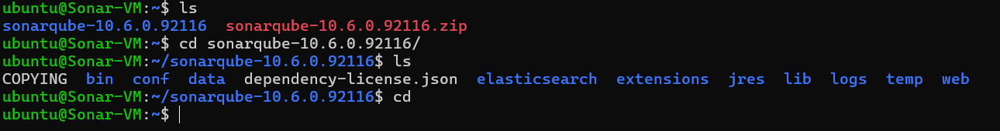 ubuntu@Sonar-VM:~$ ls
sonarqube-10.6.0.92116  sonarqube-10.6.0.92116.zip
ubuntu@Sonar-VM:~$ cd sonarqube-10.6.0.92116/
ubuntu@Sonar-VM:~/sonarqube-10.6.0.92116$ ls
COPYING  bin  conf  data  dependency-license.json  elasticsearch  extensions  jres  lib  logs  temp  web
ubuntu@Sonar-VM:~/sonarqube-10.6.0.92116$ cd
ubuntu@Sonar-VM:~$